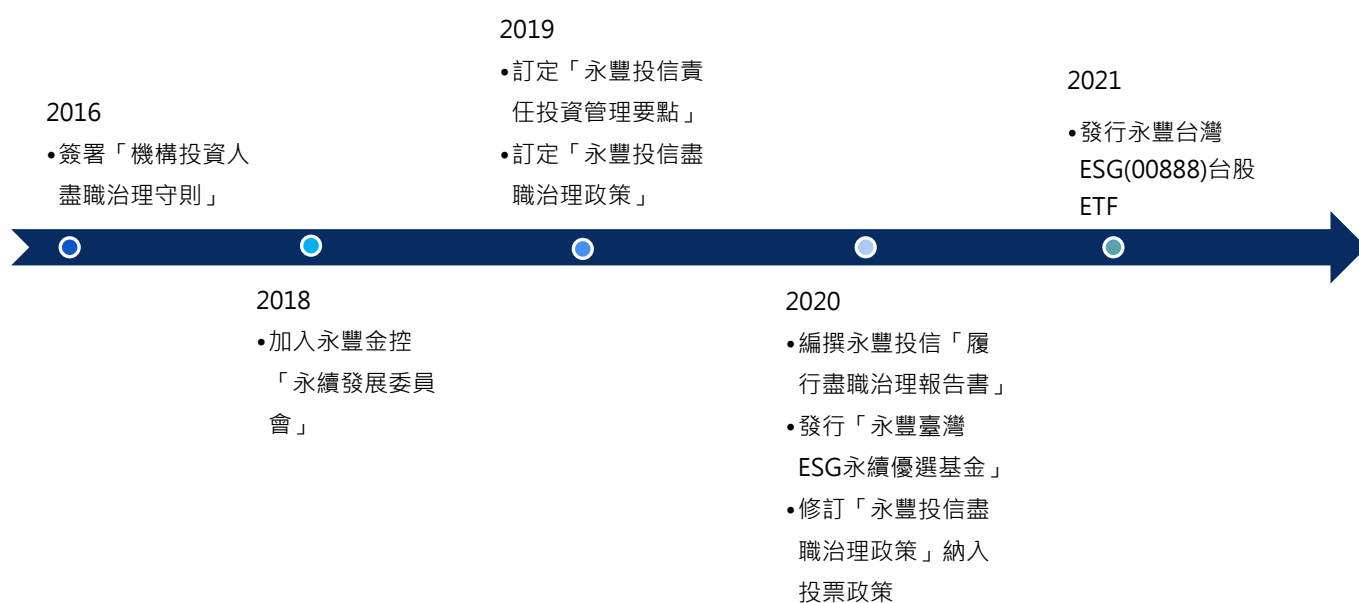 2016
•簽署「機構投資人
盡職治理守則」
2018
•加入永豐金控
「永續發展委員
會」
2019
•訂定「永豐投信責
任投資管理要點」
•訂定「永豐投信盡
職治理政策」
2020
•編撰永豐投信「履
行盡職治理報告書」
•發行「永豐臺灣
ESG永續優選基金」
•修訂「永豐投信盡
職治理政策」納入
投票政策
2021
•發行永豐台灣
ESG(00888)台股
ETF